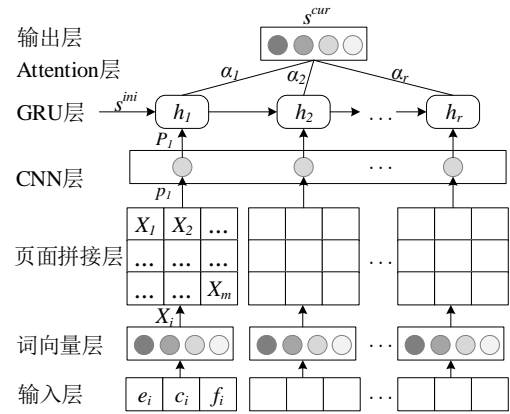 s^cur
输出层
Attention层 α₁ α₂ αᵣ
GRU层 s^ini h₁ h₂ ... hᵣ
P₁
CNN层 ...
p₁
X₁ X₂ ...
页面拼接层 ... ... ... ...
... ... Xₘ
Xᵢ
词向量层 ...
输入层 eᵢ cᵢ fᵢ ...